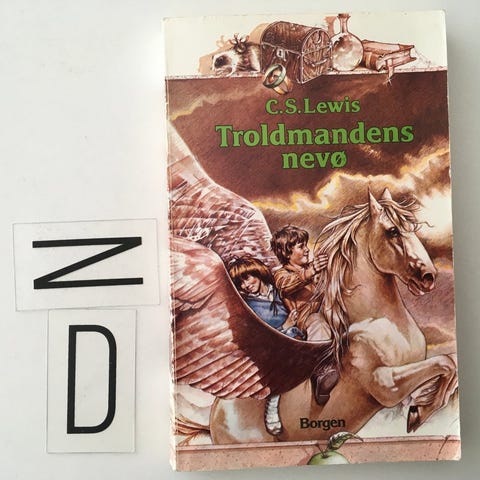 C.S.Lewis
Troldmandens
nevø
Borgen
N
D